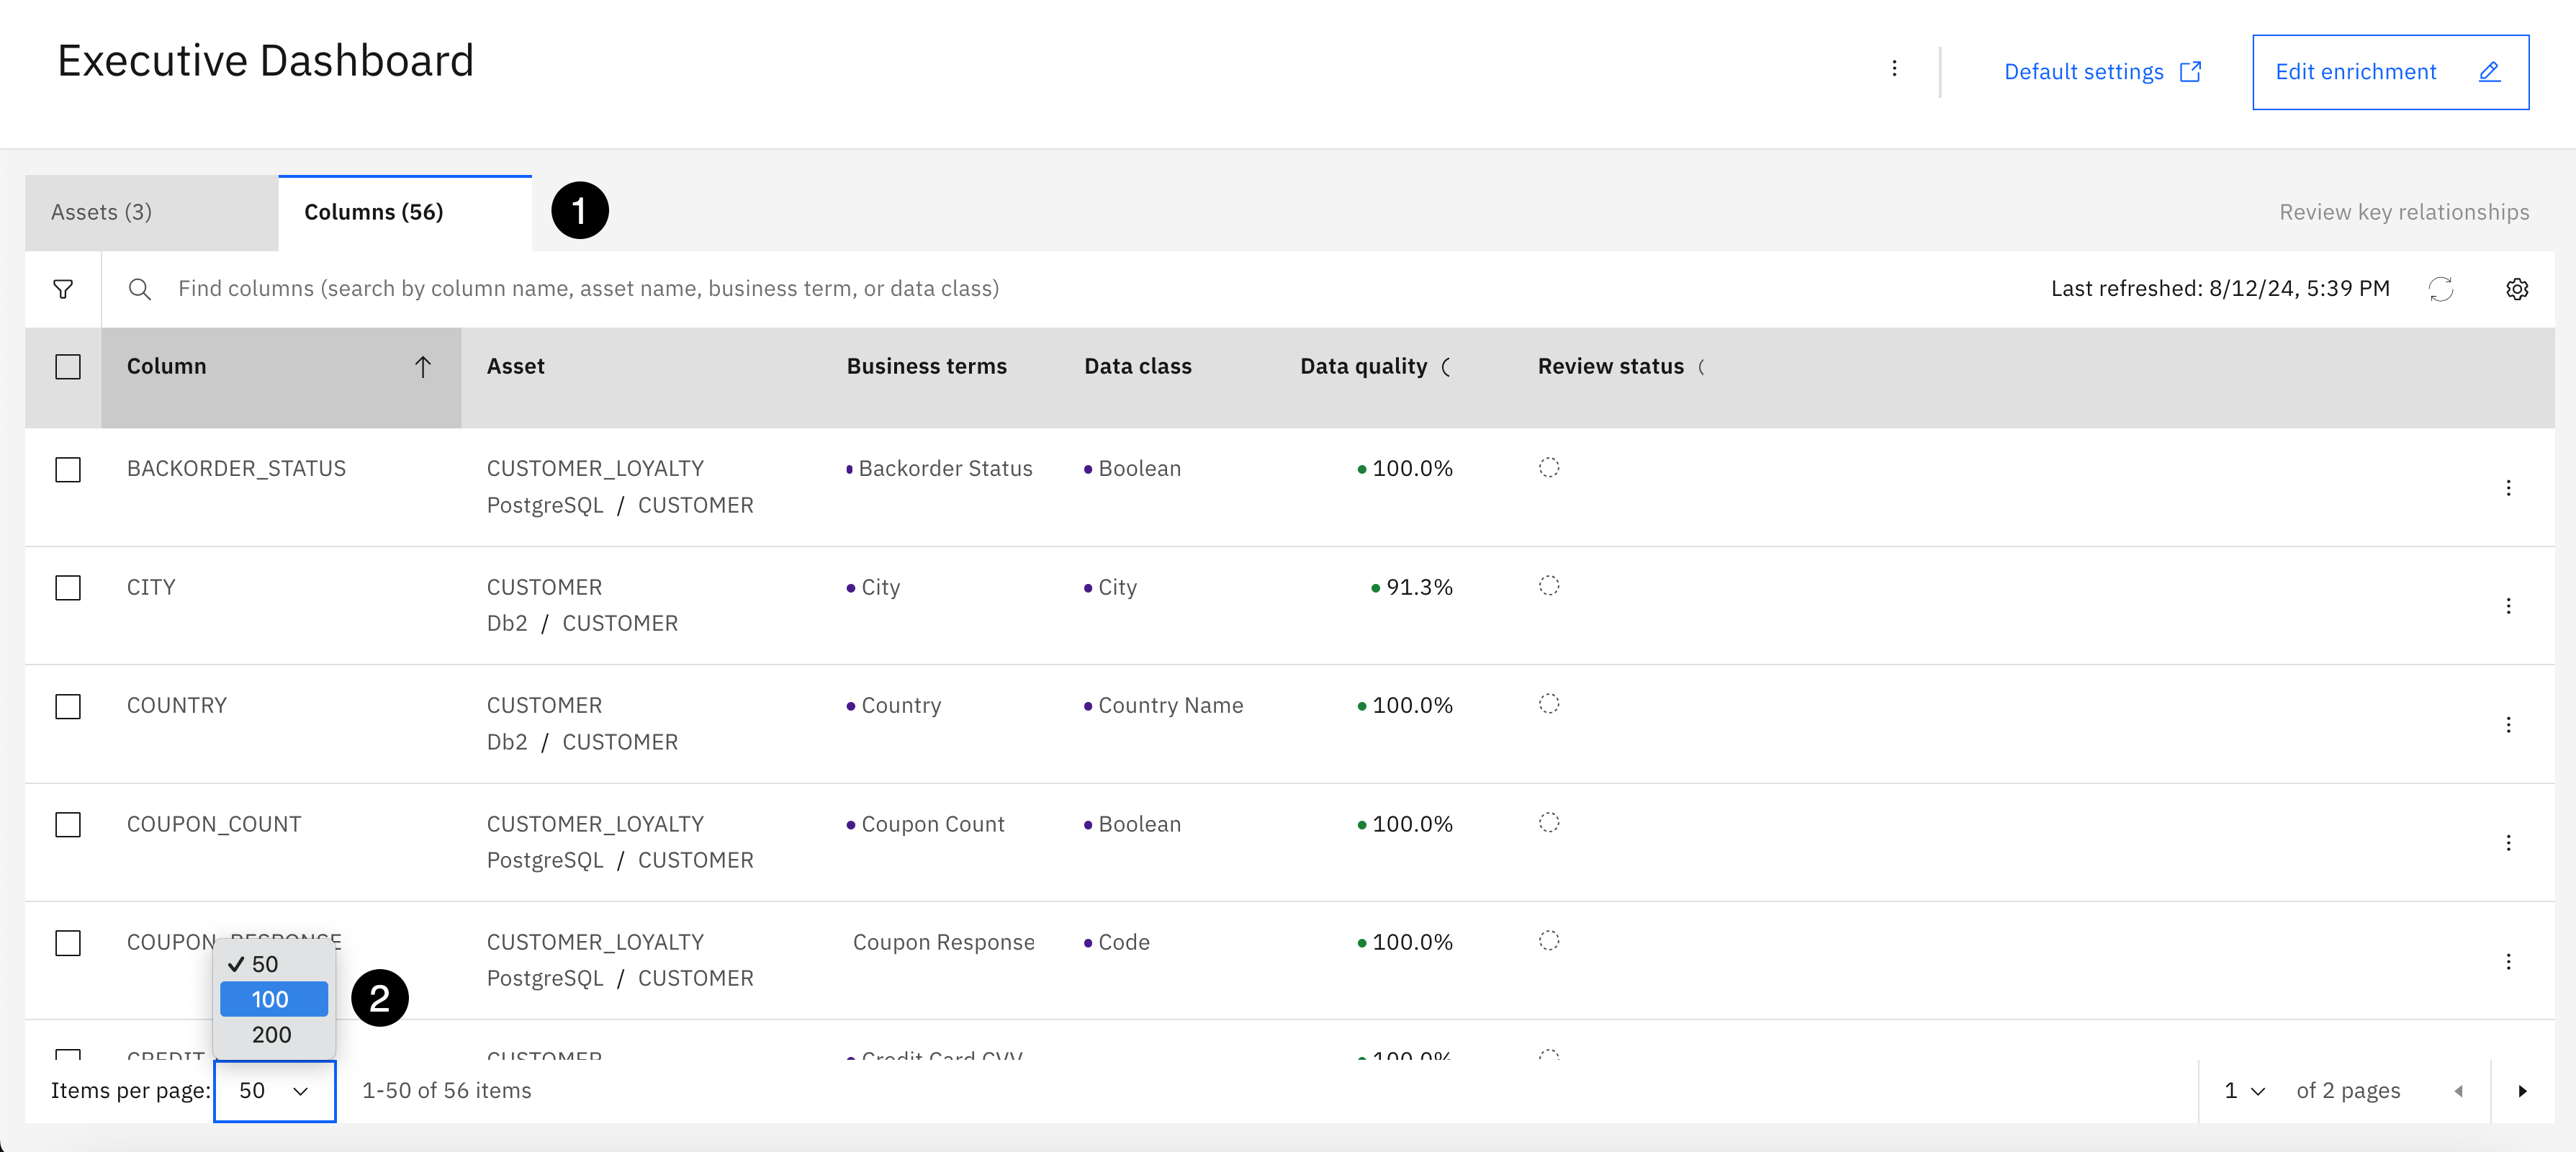 Executive Dashboard
Default settings
Edit enrichment
Assets (3)
Columns (56)
1
Review key relationships
Find columns (search by column name, asset name, business term, or data class)
Last refreshed: 8/12/24, 5:39 PM
Column Asset Business terms Data class Data quality ( Review status (
BACKORDER_STATUS CUSTOMER_LOYALTY Backorder Status Boolean 100.0%
PostgreSQL / CUSTOMER
CITY CUSTOMER City City 91.3%
Db2 / CUSTOMER
COUNTRY CUSTOMER Country Country Name 100.0%
Db2 / CUSTOMER
COUPON_COUNT CUSTOMER_LOYALTY Coupon Count Boolean 100.0%
PostgreSQL / CUSTOMER
COUPON_RESPONSE CUSTOMER_LOYALTY Coupon Response Code 100.0%
PostgreSQL / CUSTOMER
✓ 50
100
2
200
CREDIT CUSTOMER Credit Card CVV 100.0%
Items per page: 50 1-50 of 56 items 1 of 2 pages